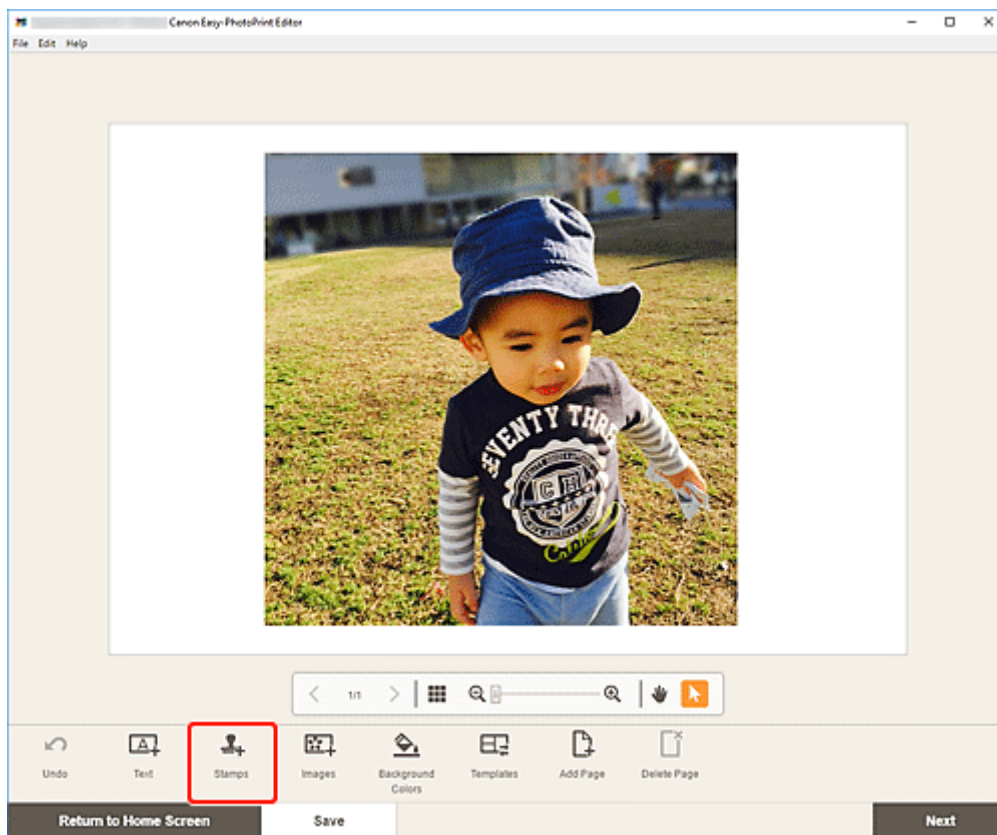 Canon Easy-PhotoPrint Editor
File Edit Help
SEVENTY THRE
C H
1/1
Undo
Text
Stamps
Images
Background
Colors
Templates
Add Page
Delete Page
Return to Home Screen
Save
Next